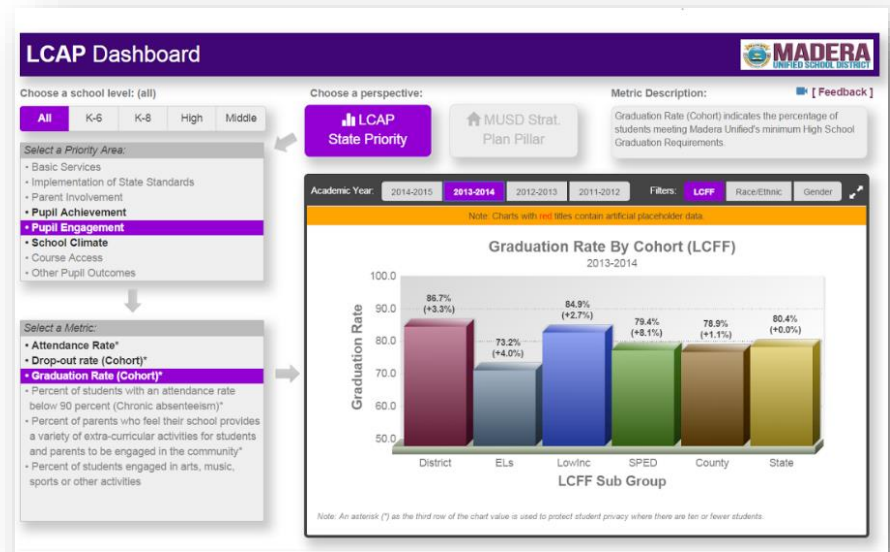 LCAP Dashboard
MADERA
UNIFIED SCHOOL DISTRICT
Choose a school level: (all)
All K-6 K-8 High Middle
Select a Priority Area:
• Basic Services
• Implementation of State Standards
• Parent Involvement
• Pupil Achievement
• Pupil Engagement
• School Climate
• Course Access
• Other Pupil Outcomes
Select a Metric:
• Attendance Rate*
• Drop-out rate (Cohort)*
• Graduation Rate (Cohort)*
• Percent of students with an attendance rate
below 90 percent (Chronic absenteeism)*
• Percent of parents who feel their school provides
a variety of extra-curricular activities for students
and parents to be engaged in the community*
• Percent of students engaged in arts, music,
sports or other activities
Choose a perspective:
LCAP
State Priority
MUSD Strat.
Plan Pillar
Metric Description:
[ Feedback ]
Graduation Rate (Cohort) indicates the percentage of
students meeting Madera Unified's minimum High School
Graduation Requirements.
Academic Year: 2014-2015 2013-2014 2012-2013 2011-2012 Filters: LCFF Race/Ethnic Gender
Note: Charts with red titles contain artificial placeholder data.
Graduation Rate By Cohort (LCFF)
2013-2014
Graduation Rate
100.0
90.0
80.0
70.0
60.0
50.0
86.7%
(+3.3%)
73.2%
(+4.0%)
84.9%
(+2.7%)
79.4%
(+8.1%)
78.9%
(+1.1%)
80.4%
(+0.0%)
District ELs LowInc SPED County State
LCFF Sub Group
Note: An asterisk (*) as the third row of the chart value is used to protect student privacy where there are ten or fewer students.